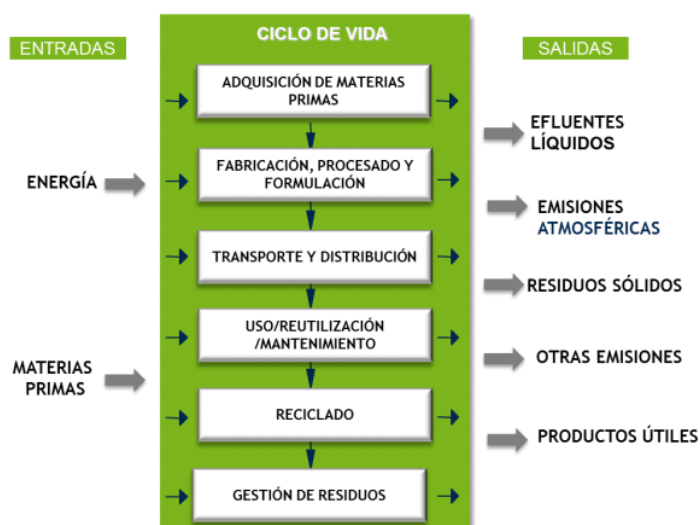 ENTRADAS
ENERGÍA
MATERIAS
PRIMAS
CICLO DE VIDA
ADQUISICIÓN DE MATERIAS
PRIMAS
FABRICACIÓN, PROCESADO Y
FORMULACIÓN
TRANSPORTE Y DISTRIBUCIÓN
USO/REUTILIZACIÓN
/MANTENIMIENTO
RECICLADO
GESTIÓN DE RESIDUOS
SALIDAS
EFLUENTES
LÍQUIDOS
EMISIONES
ATMOSFÉRICAS
RESIDUOS SÓLIDOS
OTRAS EMISIONES
PRODUCTOS ÚTILES